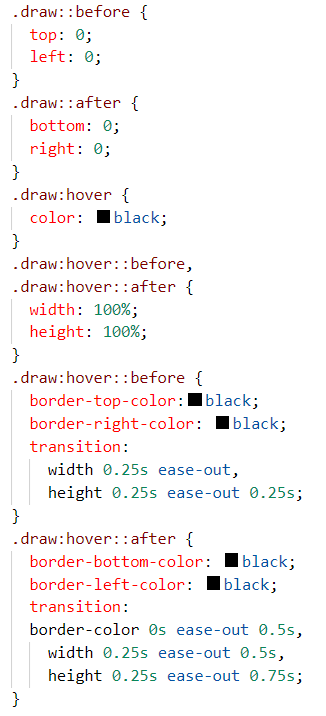 .draw::before {
  top: 0;
  left: 0;
}
.draw::after {
  bottom: 0;
  right: 0;
}
.draw:hover {
  color: black;
}
.draw:hover::before,
.draw:hover::after {
  width: 100%;
  height: 100%;
}
.draw:hover::before {
  border-top-color:black;
  border-right-color: black;
  transition:
    width 0.25s ease-out,
    height 0.25s ease-out 0.25s;
}
.draw:hover::after {
  border-bottom-color: black;
  border-left-color: black;
  transition:
  border-color 0s ease-out 0.5s,
    width 0.25s ease-out 0.5s,
    height 0.25s ease-out 0.75s;
}